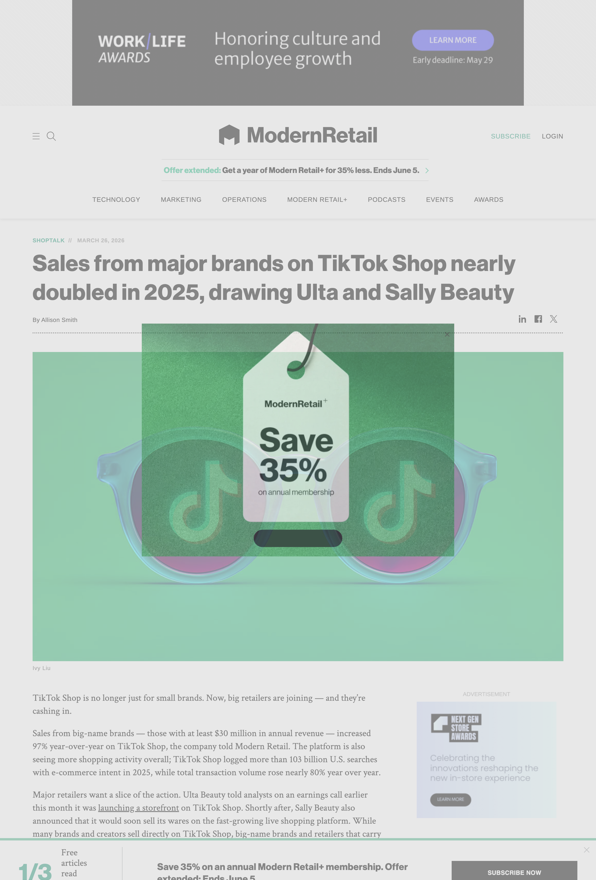 WORK/LIFE
AWARDS
Honoring culture and
employee growth
LEARN MORE
Early deadline: May 29
ModernRetail
SUBSCRIBE
LOGIN
Offer extended: Get a year of Modern Retail+ for 35% less. Ends June 5.
TECHNOLOGY MARKETING OPERATIONS MODERN RETAIL+ PODCASTS EVENTS AWARDS
SHOPTALK // MARCH 26, 2026
Sales from major brands on TikTok Shop nearly
doubled in 2025, drawing Ulta and Sally Beauty
By Allison Smith
ModernRetail+
Save
35%
on annual membership
Ivy Liu
TikTok Shop is no longer just for small brands. Now, big retailers are joining — and they're
cashing in.
Sales from big-name brands — those with at least $30 million in annual revenue — increased
97% year-over-year on TikTok Shop, the company told Modern Retail. The platform is also
seeing more shopping activity overall; TikTok Shop logged more than 103 billion U.S. searches
with e-commerce intent in 2025, while total transaction volume rose nearly 80% year over year.
Major retailers want a slice of the action. Ulta Beauty told analysts on an earnings call earlier
this month it was launching a storefront on TikTok Shop. Shortly after, Sally Beauty also
announced that it would soon sell its wares on the fast-growing live shopping platform. While
many brands and creators sell directly on TikTok Shop, big-name brands and retailers that carry
ADVERTISEMENT
NEXT GEN
STORE
AWARDS
Celebrating the
innovations reshaping the
new in-store experience
LEARN MORE
1/3
Free
articles
read
Save 35% on an annual Modern Retail+ membership. Offer
extended: Ends June 5.
SUBSCRIBE NOW